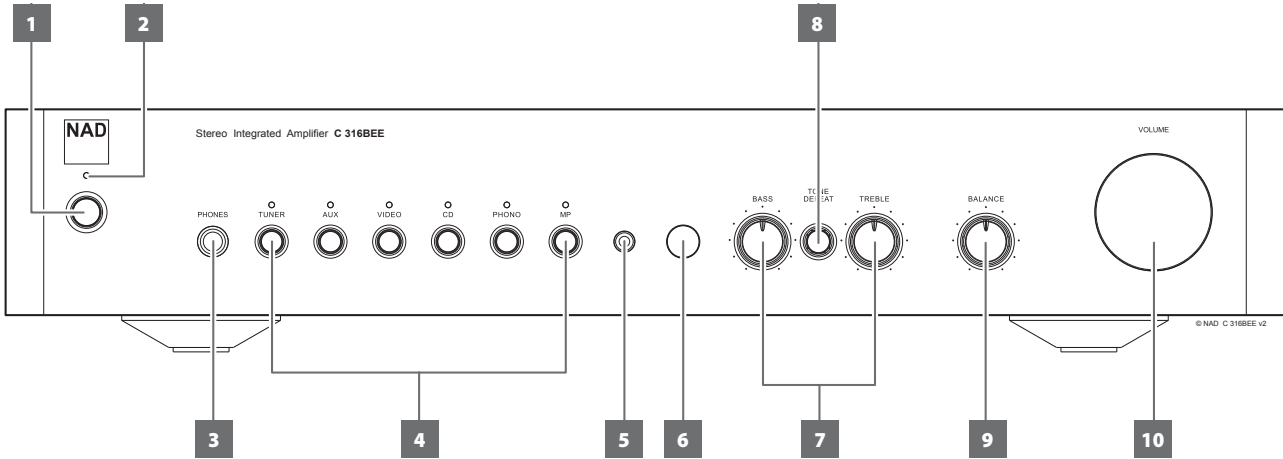 1 2 8
NAD
Stereo Integrated Amplifier C 316BEE
VOLUME
PHONES TUNER AUX VIDEO CD PHONO MP
BASS TONE DEFEAT TREBLE BALANCE
© NAD C 316BEE v2
3 4 5 6 7 9 10